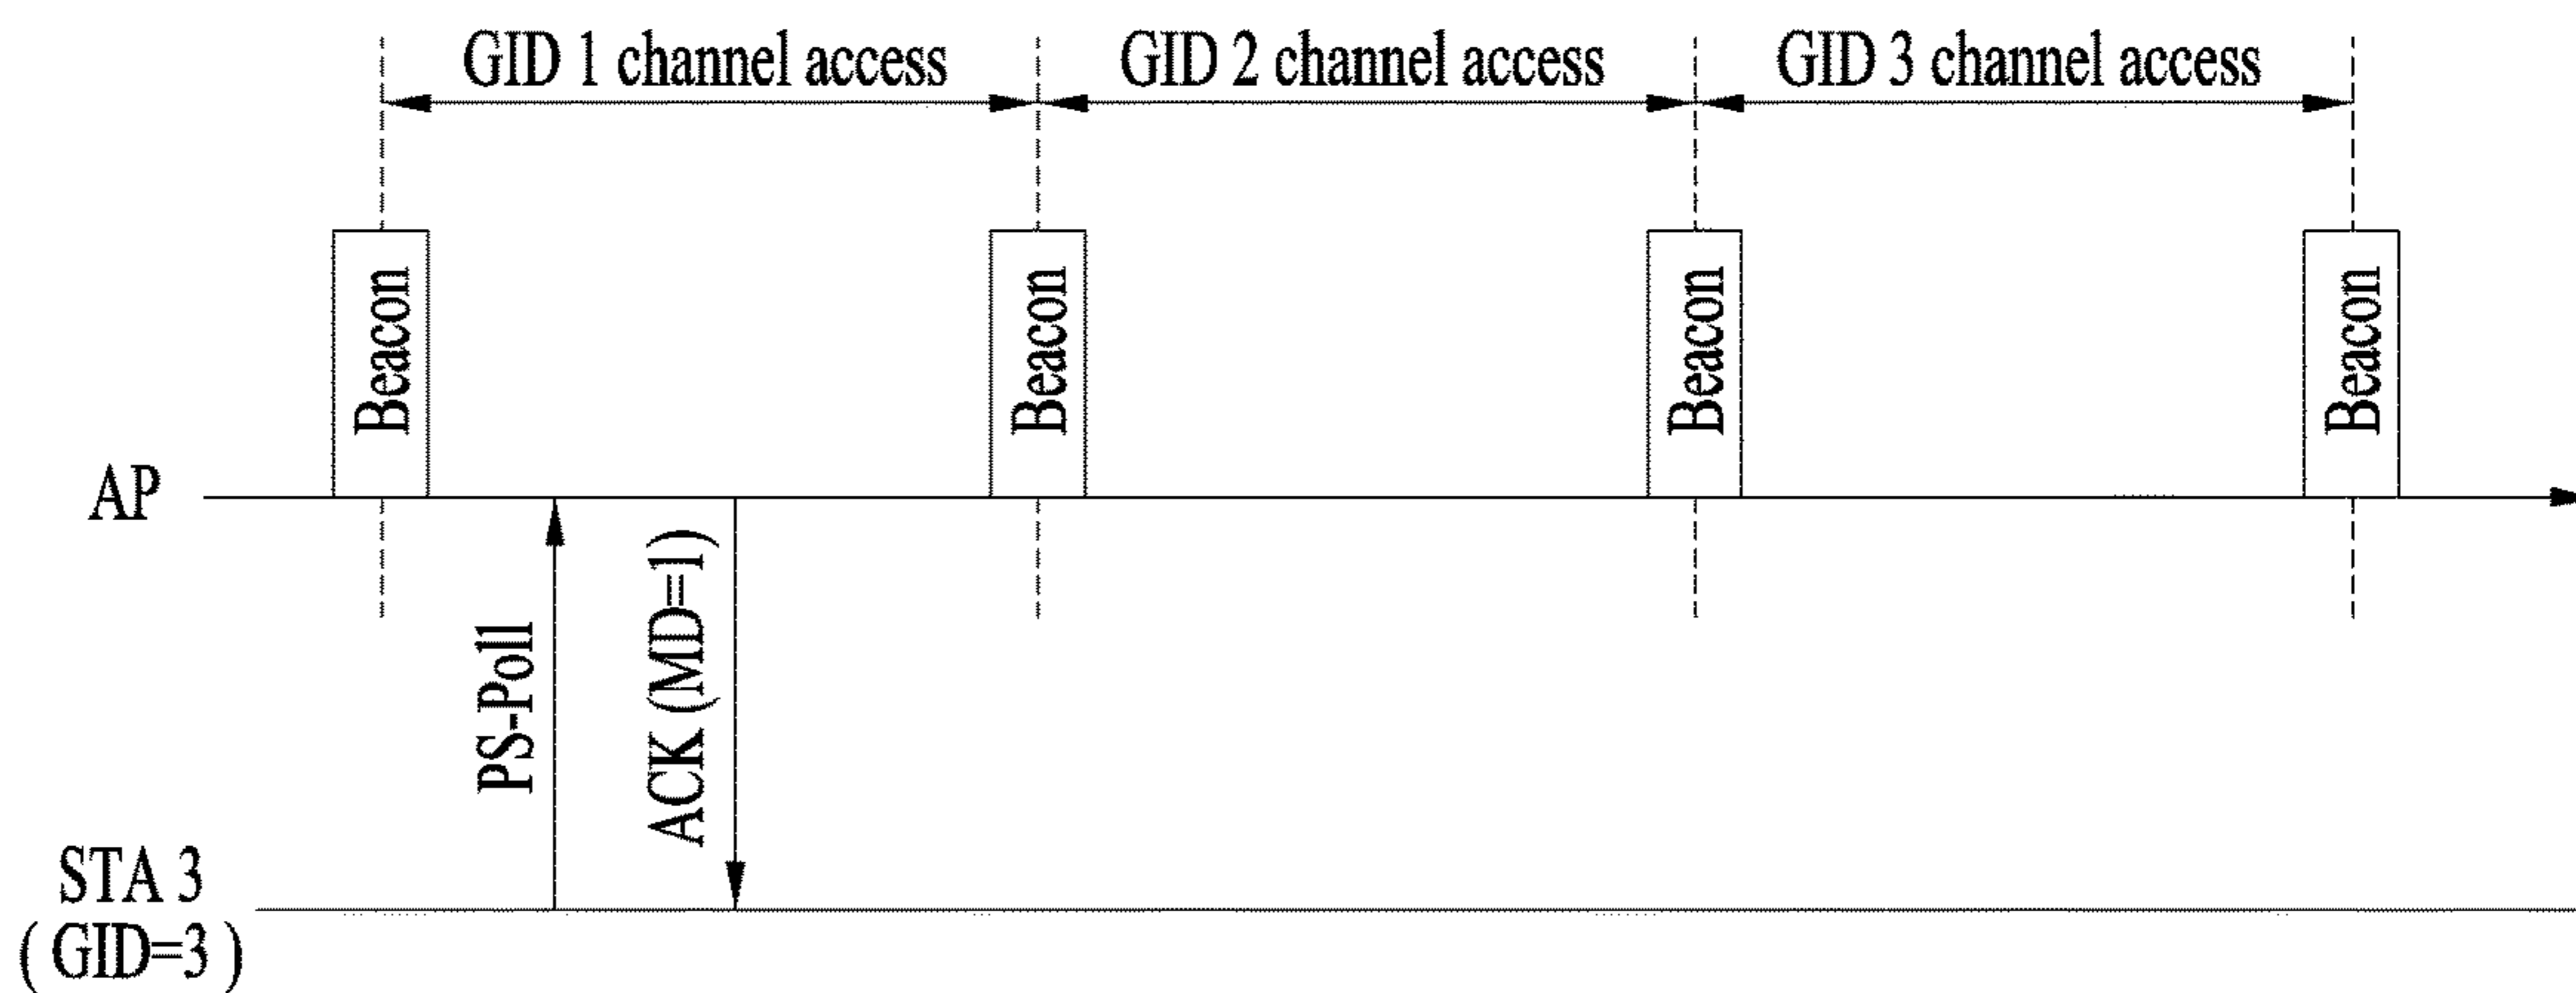 GID 1 channel access
GID 2 channel access
GID 3 channel access
Beacon
Beacon
Beacon
Beacon
AP
PS-Poll
ACK (MD=1)
STA 3
( GID=3 )